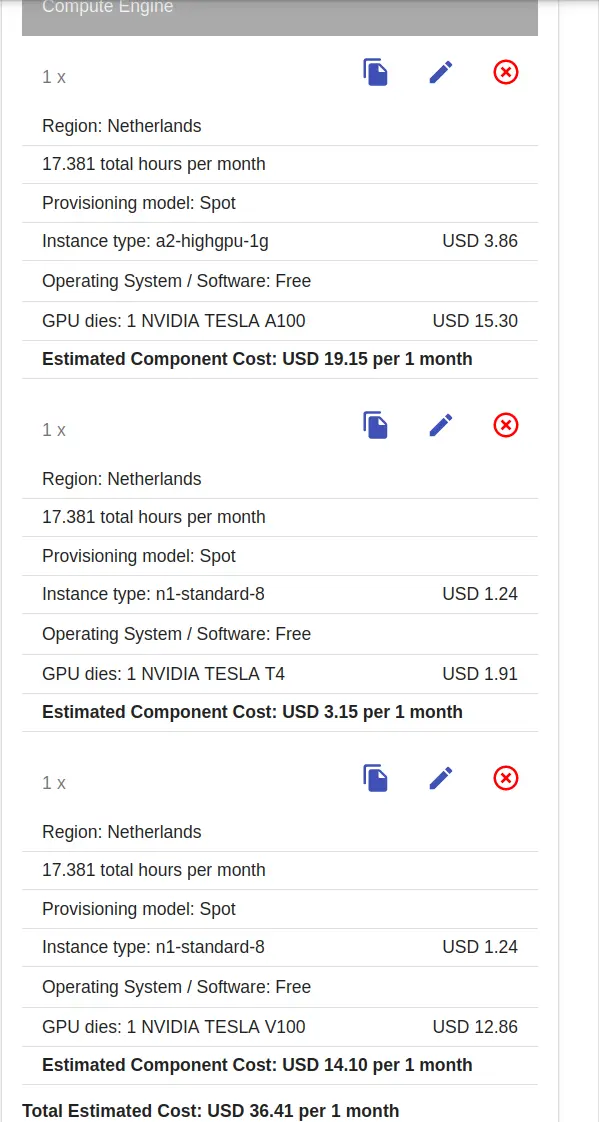 Compute Engine
1 x
Region: Netherlands
17.381 total hours per month
Provisioning model: Spot
Instance type: a2-highgpu-1g USD 3.86
Operating System / Software: Free
GPU dies: 1 NVIDIA TESLA A100 USD 15.30
Estimated Component Cost: USD 19.15 per 1 month
1 x
Region: Netherlands
17.381 total hours per month
Provisioning model: Spot
Instance type: n1-standard-8 USD 1.24
Operating System / Software: Free
GPU dies: 1 NVIDIA TESLA T4 USD 1.91
Estimated Component Cost: USD 3.15 per 1 month
1 x
Region: Netherlands
17.381 total hours per month
Provisioning model: Spot
Instance type: n1-standard-8 USD 1.24
Operating System / Software: Free
GPU dies: 1 NVIDIA TESLA V100 USD 12.86
Estimated Component Cost: USD 14.10 per 1 month
Total Estimated Cost: USD 36.41 per 1 month